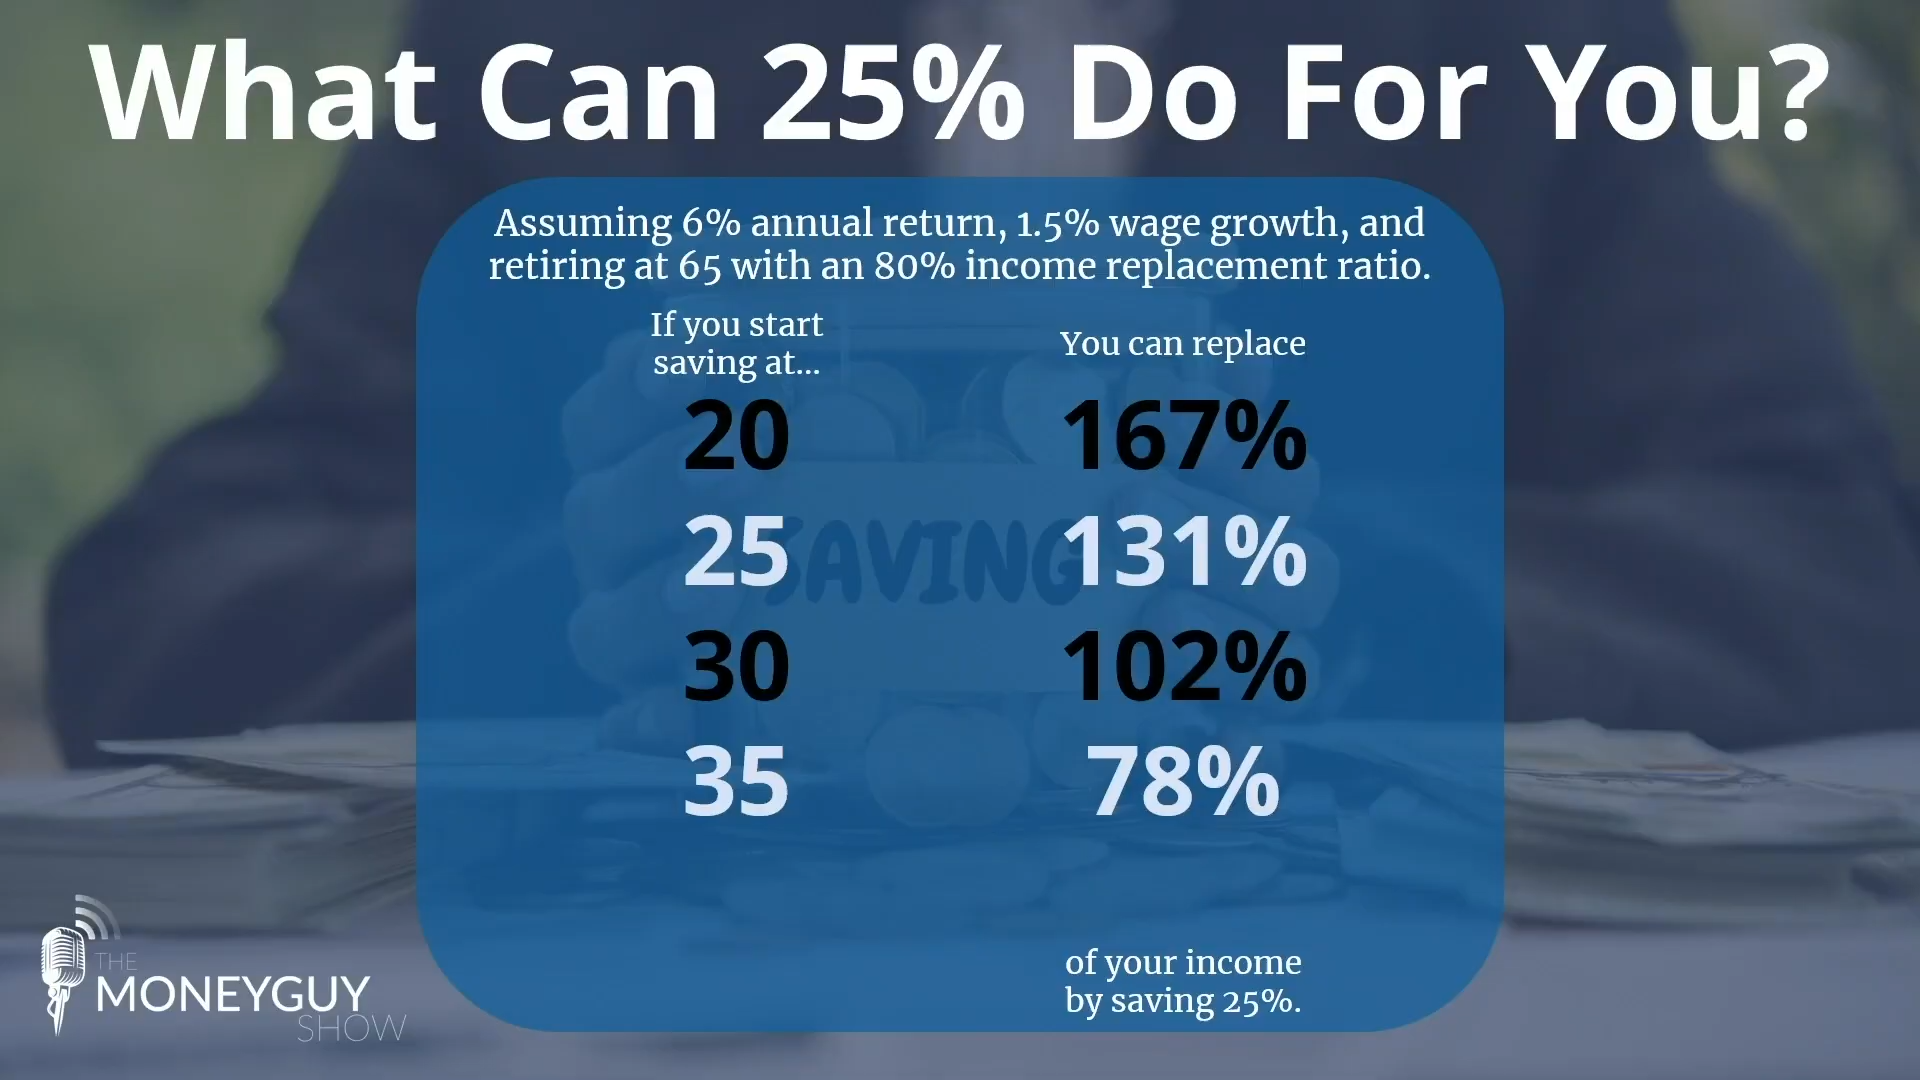 What Can 25% Do For You?
Assuming 6% annual return, 1.5% wage growth, and
retiring at 65 with an 80% income replacement ratio.
If you start
saving at...
You can replace
20 167%
25 131%
30 102%
35 78%
of your income
by saving 25%.
SAVING
THE
MONEYGUY
SHOW